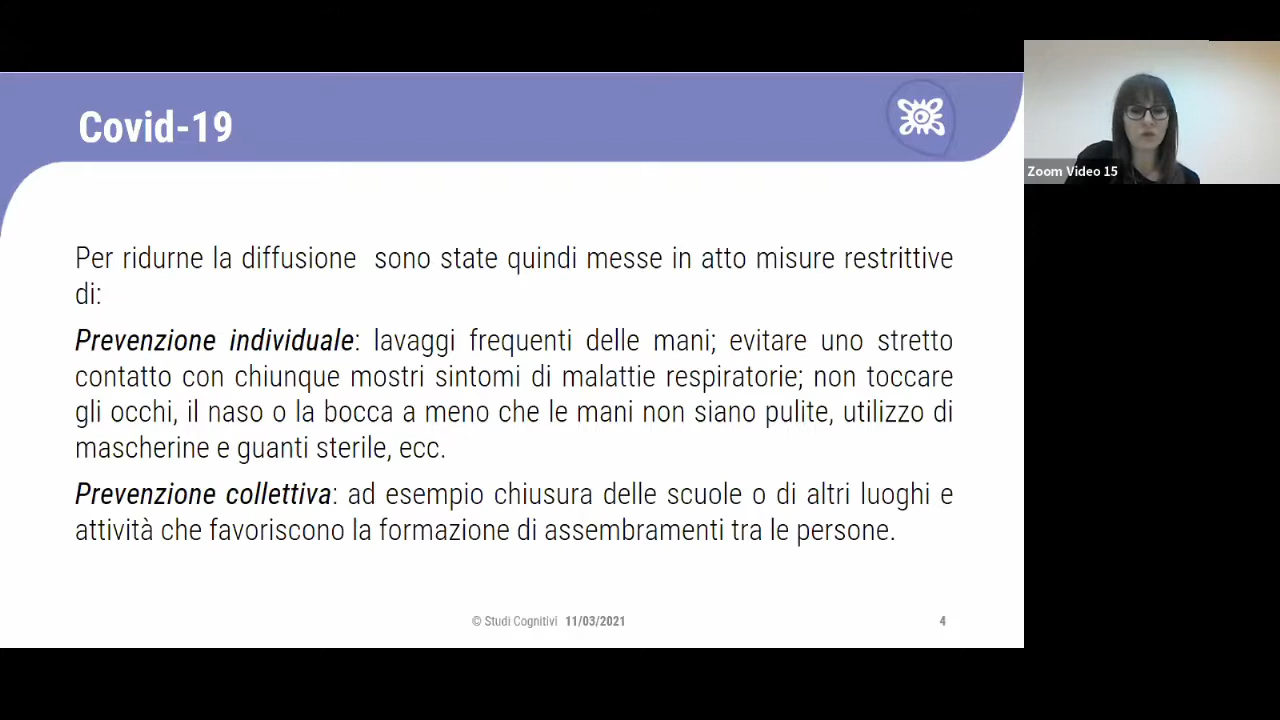 Covid-19
Zoom Video 15
Per ridurne la diffusione  sono state quindi messe in atto misure restrittive
di:
Prevenzione individuale: lavaggi frequenti delle mani; evitare uno stretto
contatto con chiunque mostri sintomi di malattie respiratorie; non toccare
gli occhi, il naso o la bocca a meno che le mani non siano pulite, utilizzo di
mascherine e guanti sterile, ecc.
Prevenzione collettiva: ad esempio chiusura delle scuole o di altri luoghi e
attività che favoriscono la formazione di assembramenti tra le persone.
© Studi Cognitivi 11/03/2021
4